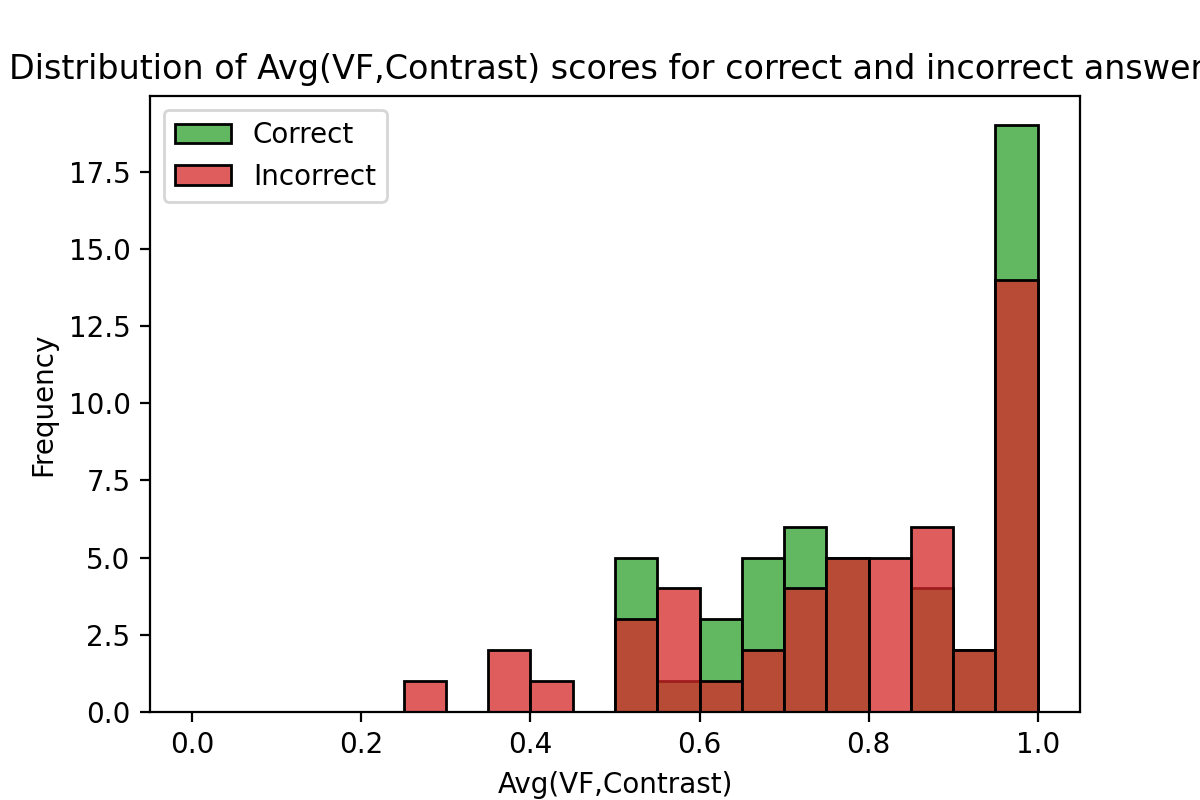 Distribution of Avg(VF,Contrast) scores for correct and incorrect answer
Correct
Incorrect
17.5
15.0
12.5
10.0
7.5
5.0
2.5
0.0
Frequency
0.0 0.2 0.4 0.6 0.8 1.0
Avg(VF,Contrast)